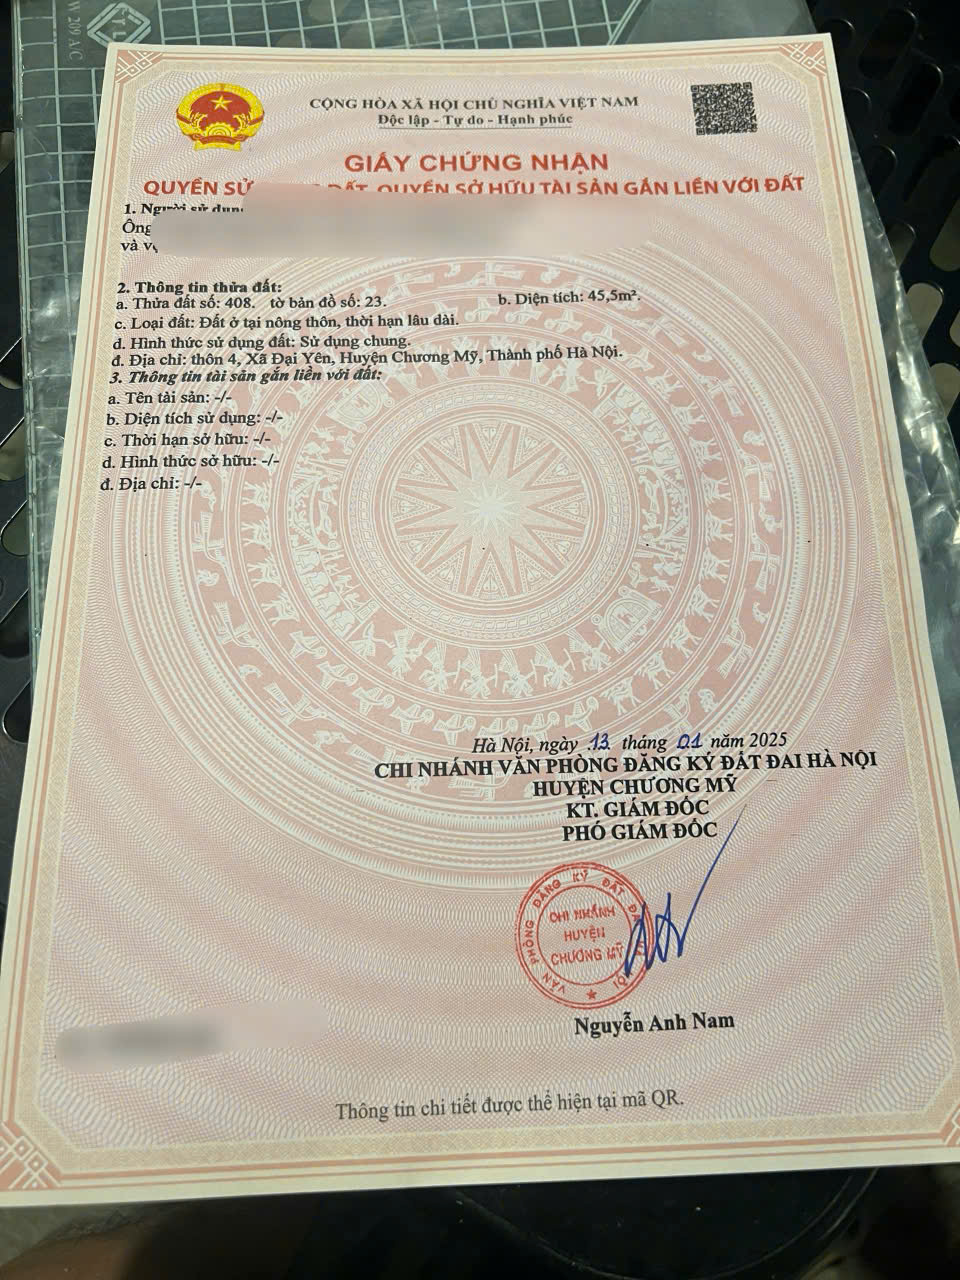 CỘNG HÒA XÃ HỘI CHỦ NGHĨA VIỆT NAM
Độc lập - Tự do - Hạnh phúc
GIẤY CHỨNG NHẬN
QUYỀN SỬ ĐẤT, QUYỀN SỞ HỮU TÀI SẢN GẮN LIỀN VỚI ĐẤT
1. Người sử dụng
Ông
và
2. Thông tin thửa đất:
a. Thửa đất số: 408. tờ bản đồ số: 23. b. Diện tích: 45,5m².
c. Loại đất: Đất ở tại nông thôn, thời hạn lâu dài.
d. Hình thức sử dụng đất: Sử dụng chung.
đ. Địa chỉ: thôn 4, Xã Đại Yên, Huyện Chương Mỹ, Thành phố Hà Nội.
3. Thông tin tài sản gắn liền với đất:
a. Tên tài sản: -/-
b. Diện tích sử dụng: -/-
c. Thời hạn sở hữu: -/-
d. Hình thức sở hữu: -/-
đ. Địa chỉ: -/-
Hà Nội, ngày 13 tháng 01 năm 2025
CHI NHÁNH VĂN PHÒNG ĐĂNG KÝ ĐẤT ĐAI HÀ NỘI
HUYỆN CHƯƠNG MỸ
KT. GIÁM ĐỐC
PHÓ GIÁM ĐỐC
VĂN PHÒNG ĐĂNG KÝ ĐẤT ĐAI HÀ NỘI
CHI NHÁNH
HUYỆN
CHƯƠNG MỸ
Nguyễn Anh Nam
Thông tin chi tiết được thể hiện tại mã QR.